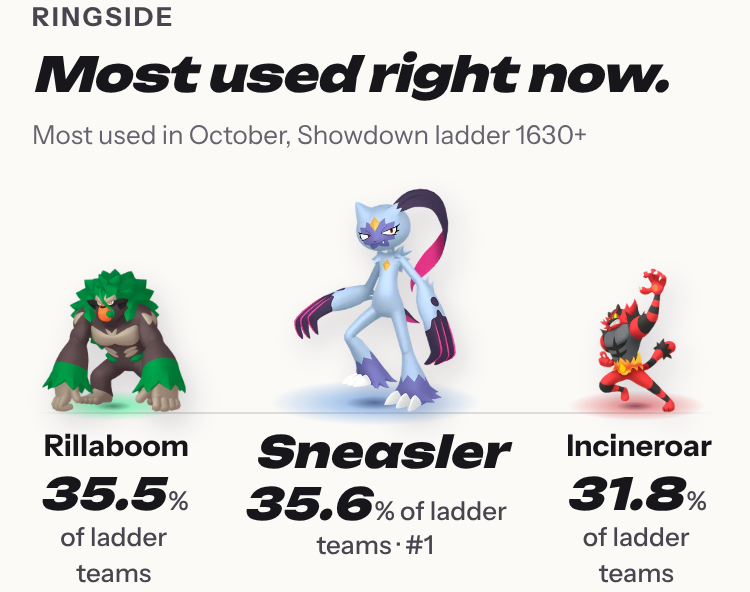 RINGSIDE
Most used right now.
Most used in October, Showdown ladder 1630+
Rillaboom
35.5%
of ladder
teams
Sneasler
35.6% of ladder
teams · #1
Incineroar
31.8%
of ladder
teams